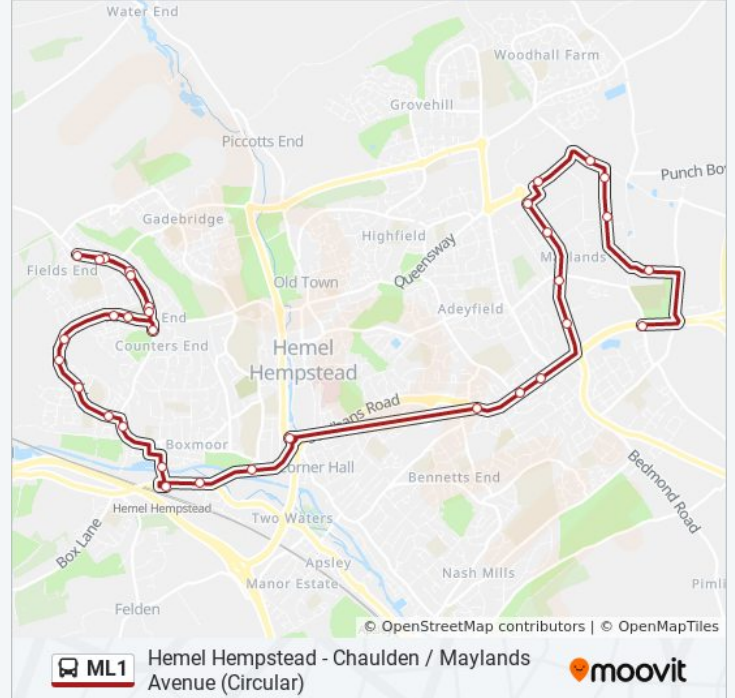 Water End
Woodhall Farm
Grovehill
Piccotts End
Punch Bo
Gadebridge
Highfield
Queensway
Fields End
Old Town
Adeyfield
End
Counters End
Hemel
Hempstead
Road
Boxmoor
Corner Hall
Bennetts End
Bedmond Road
Hemel Hempstead
Two Waters
Box Lane
Apsley
Nash Mills
Manor Estate
Pimli
Felden
© OpenStreetMap contributors | © OpenMapTiles
ML1
Hemel Hempstead - Chaulden / Maylands
Avenue (Circular)
moovit